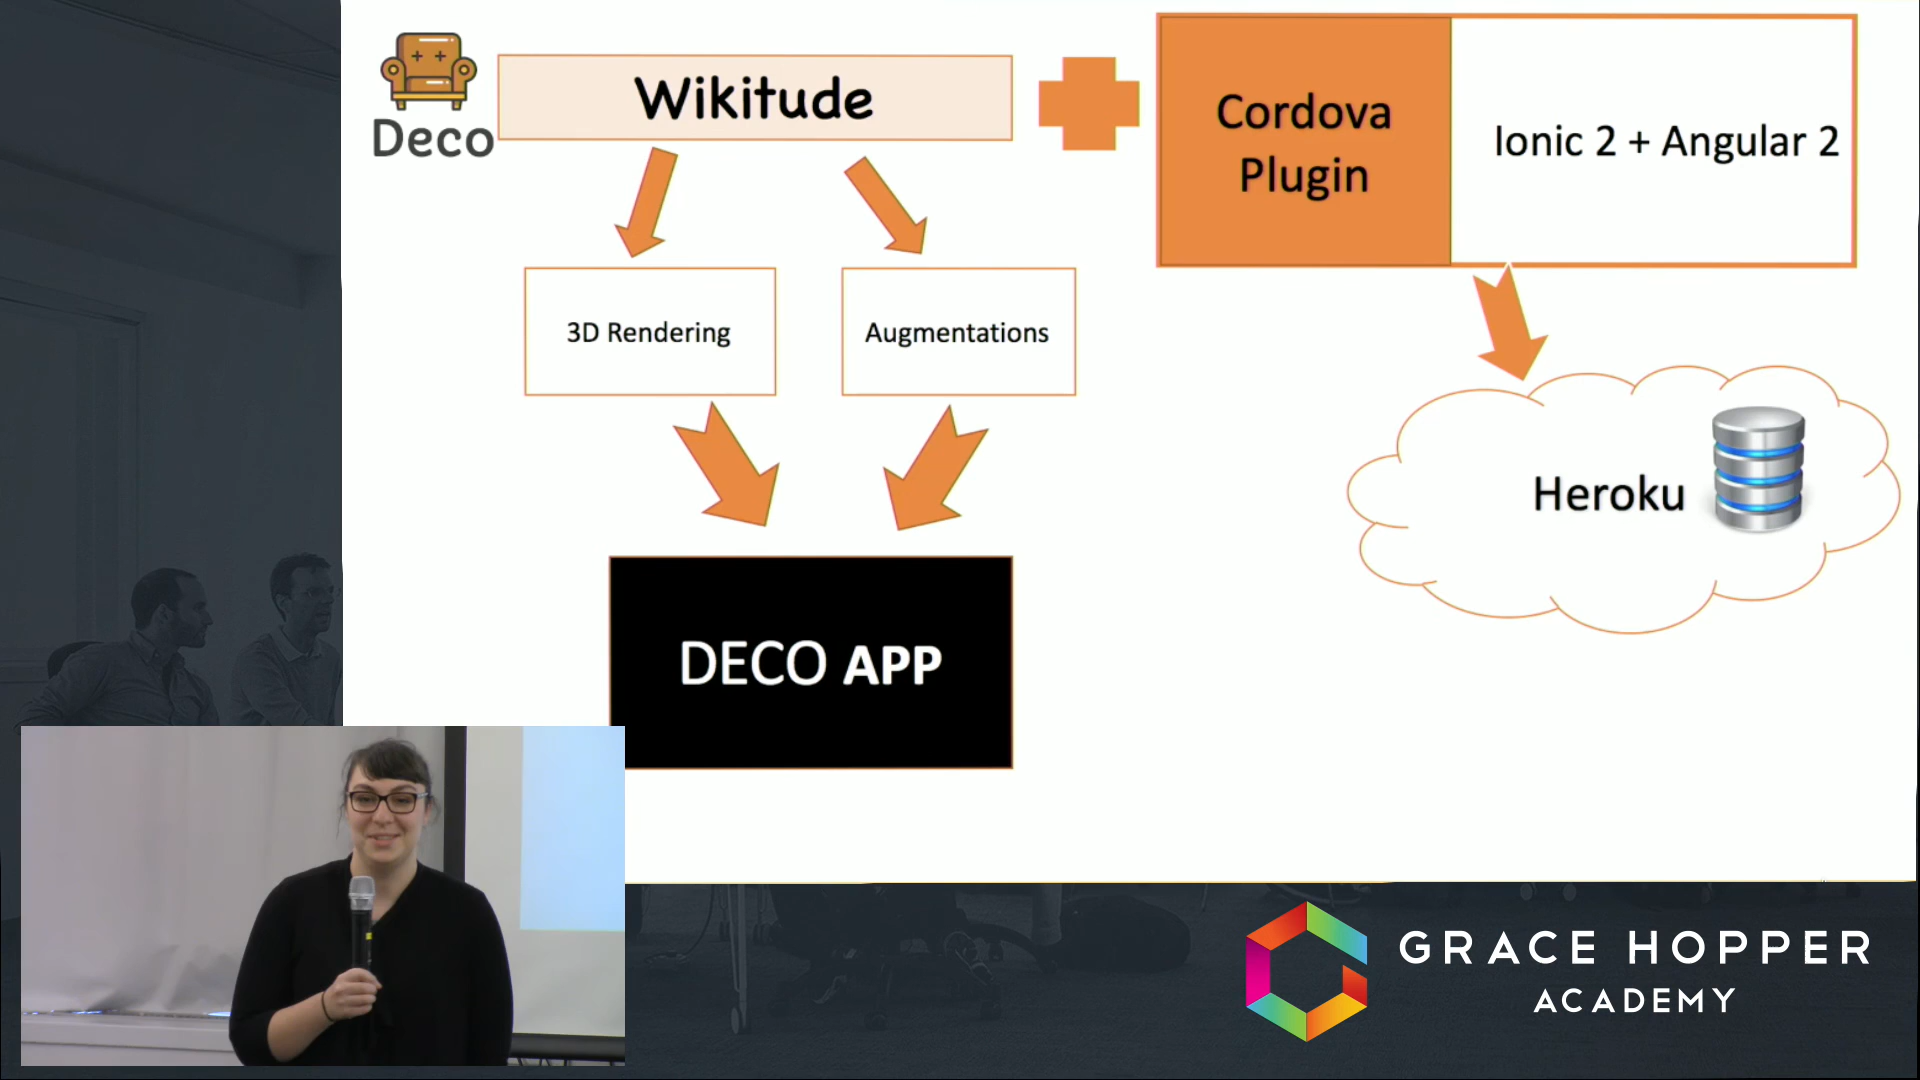 Deco
Wikitude
Cordova
Plugin
Ionic 2 + Angular 2
3D Rendering
Augmentations
Heroku
DECO APP
GRACE HOPPER
ACADEMY